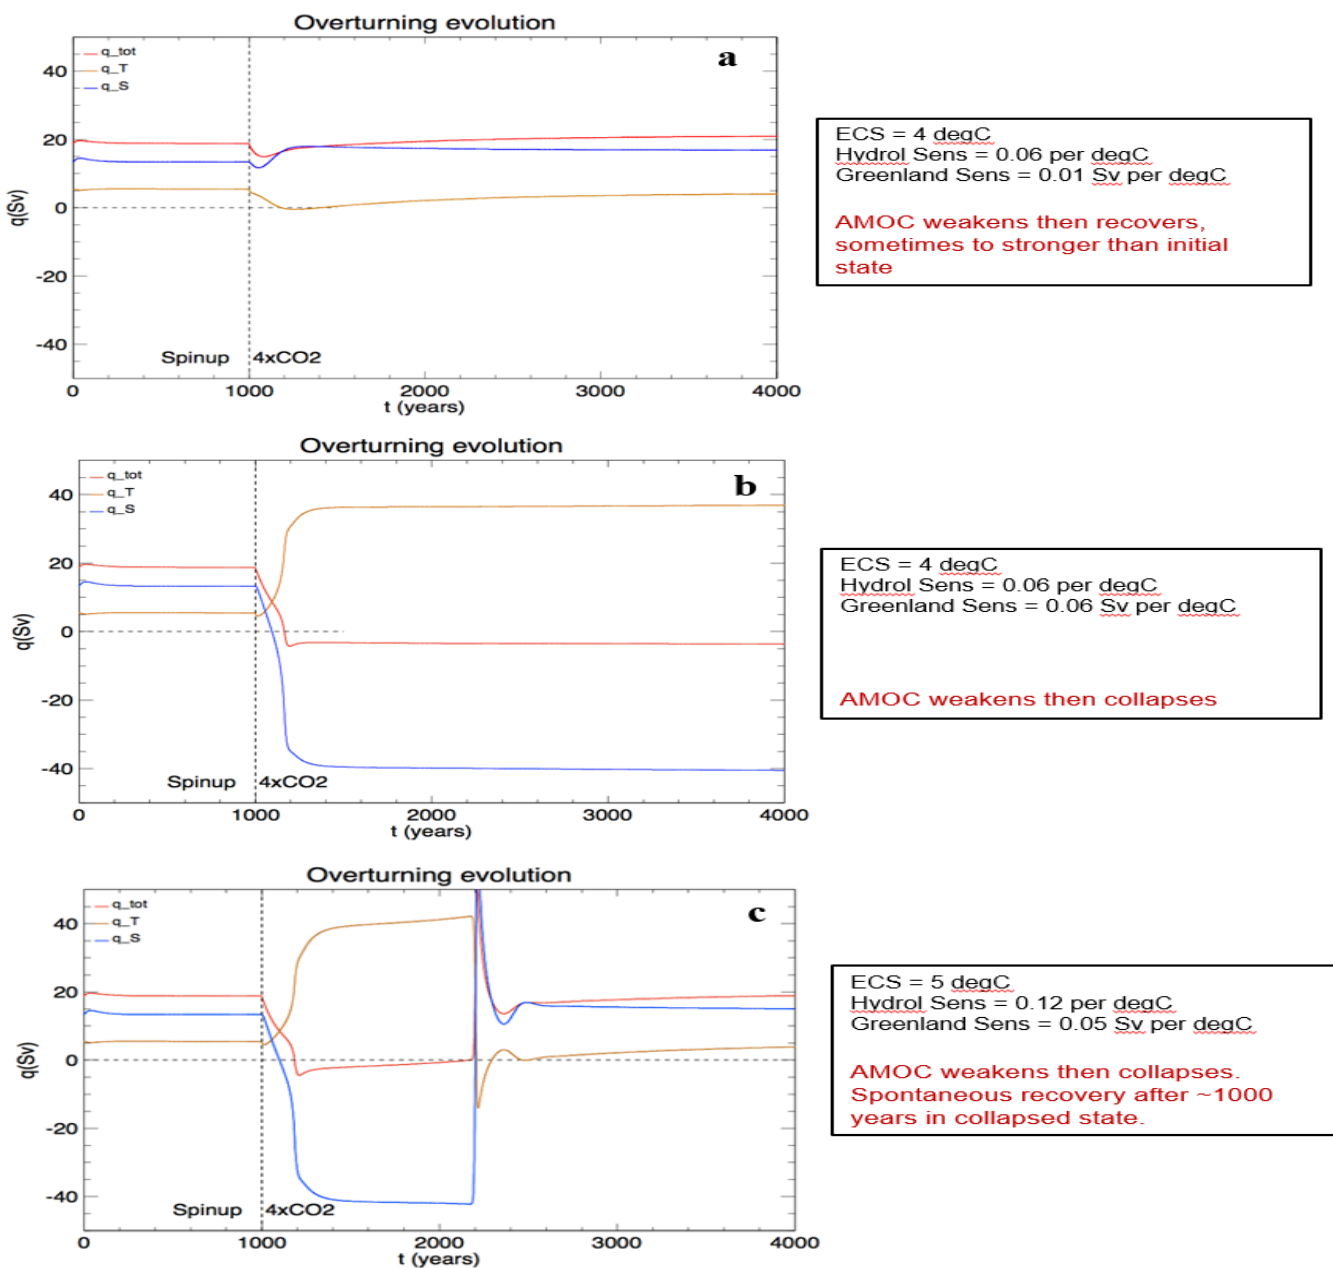 Overturning evolution
a
q_tot
q_T
q_S
40
20
0
-20
-40
q(Sv)
Spinup
4xCO2
0
1000
2000
3000
4000
t (years)
ECS = 4 degC
Hydrol Sens = 0.06 per degC
Greenland Sens = 0.01 Sv per degC
AMOC weakens then recovers,
sometimes to stronger than initial
state
Overturning evolution
b
q_tot
q_T
q_S
40
20
0
-20
-40
q(Sv)
Spinup
4xCO2
0
1000
2000
3000
4000
t (years)
ECS = 4 degC
Hydrol Sens = 0.06 per degC
Greenland Sens = 0.06 Sv per degC
AMOC weakens then collapses
Overturning evolution
c
q_tot
q_T
q_S
40
20
0
-20
-40
q(Sv)
Spinup
4xCO2
0
1000
2000
3000
4000
t (years)
ECS = 5 degC
Hydrol Sens = 0.12 per degC
Greenland Sens = 0.05 Sv per degC
AMOC weakens then collapses.
Spontaneous recovery after ~1000
years in collapsed state.